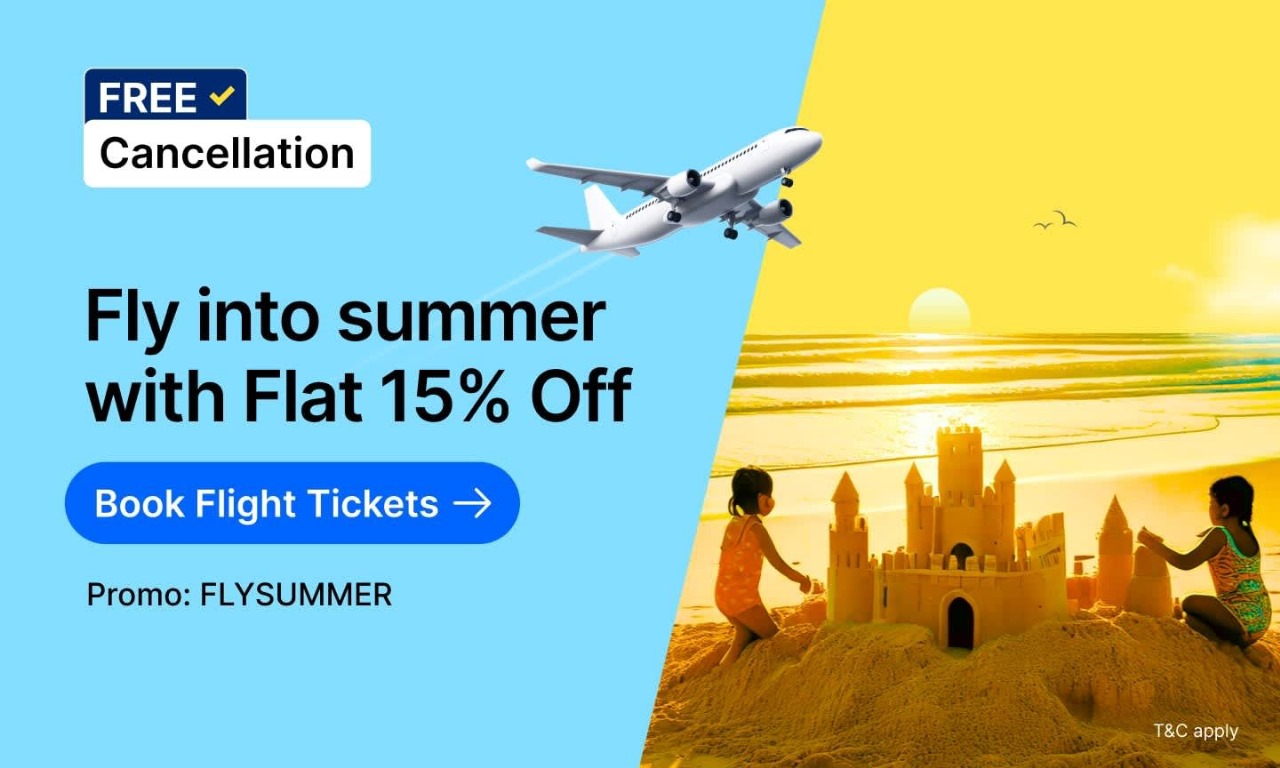 FREE
Cancellation
Fly into summer
with Flat 15% Off
Book Flight Tickets →
Promo: FLYSUMMER
T&C apply